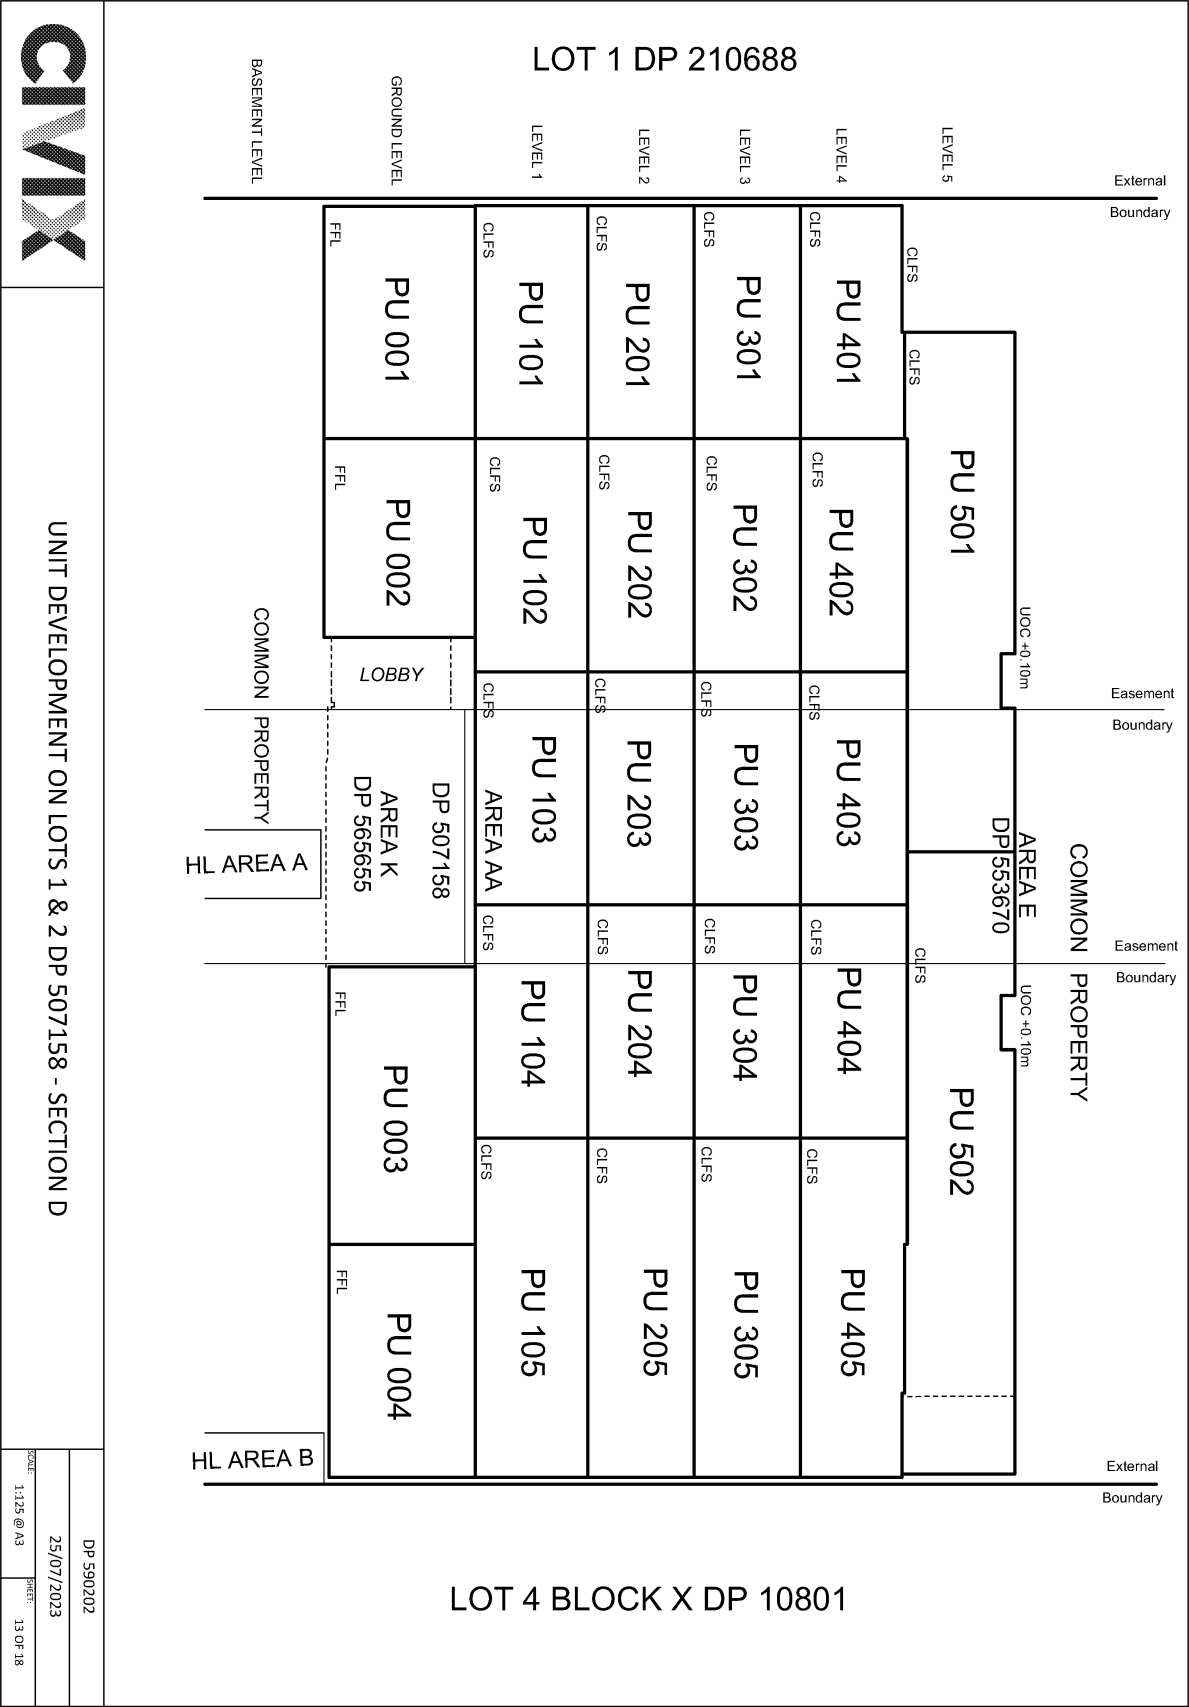 LOT 1 DP 210688
BASEMENT LEVEL
GROUND LEVEL
LEVEL 1
LEVEL 2
LEVEL 3
LEVEL 4
LEVEL 5
External
Boundary
FFL
PU 001
CLFS
PU 101
CLFS
PU 201
CLFS
PU 301
CLFS
PU 401
CLFS
CLFS
PU 501
FFL
PU 002
CLFS
PU 102
CLFS
PU 202
CLFS
PU 302
CLFS
PU 402
UOC +0.10m
LOBBY
COMMON PROPERTY
Easement
Boundary
CLFS
PU 103
CLFS
PU 203
CLFS
PU 303
CLFS
PU 403
AREA AA
DP 507158
AREA K
DP 565655
HL AREA A
AREA E
DP 553670
COMMON PROPERTY
Easement
Boundary
CLFS
PU 104
CLFS
PU 204
CLFS
PU 304
CLFS
PU 404
CLFS
UOC +0.10m
PU 502
FFL
PU 003
FFL
PU 004
CLFS
PU 105
CLFS
PU 205
CLFS
PU 305
CLFS
PU 405
HL AREA B
External
Boundary
LOT 4 BLOCK X DP 10801
CIVIX
UNIT DEVELOPMENT ON LOTS 1 & 2 DP 507158 - SECTION D
DP 590202
25/07/2023
SCALE:
1:125 @ A3
SHEET:
13 OF 18